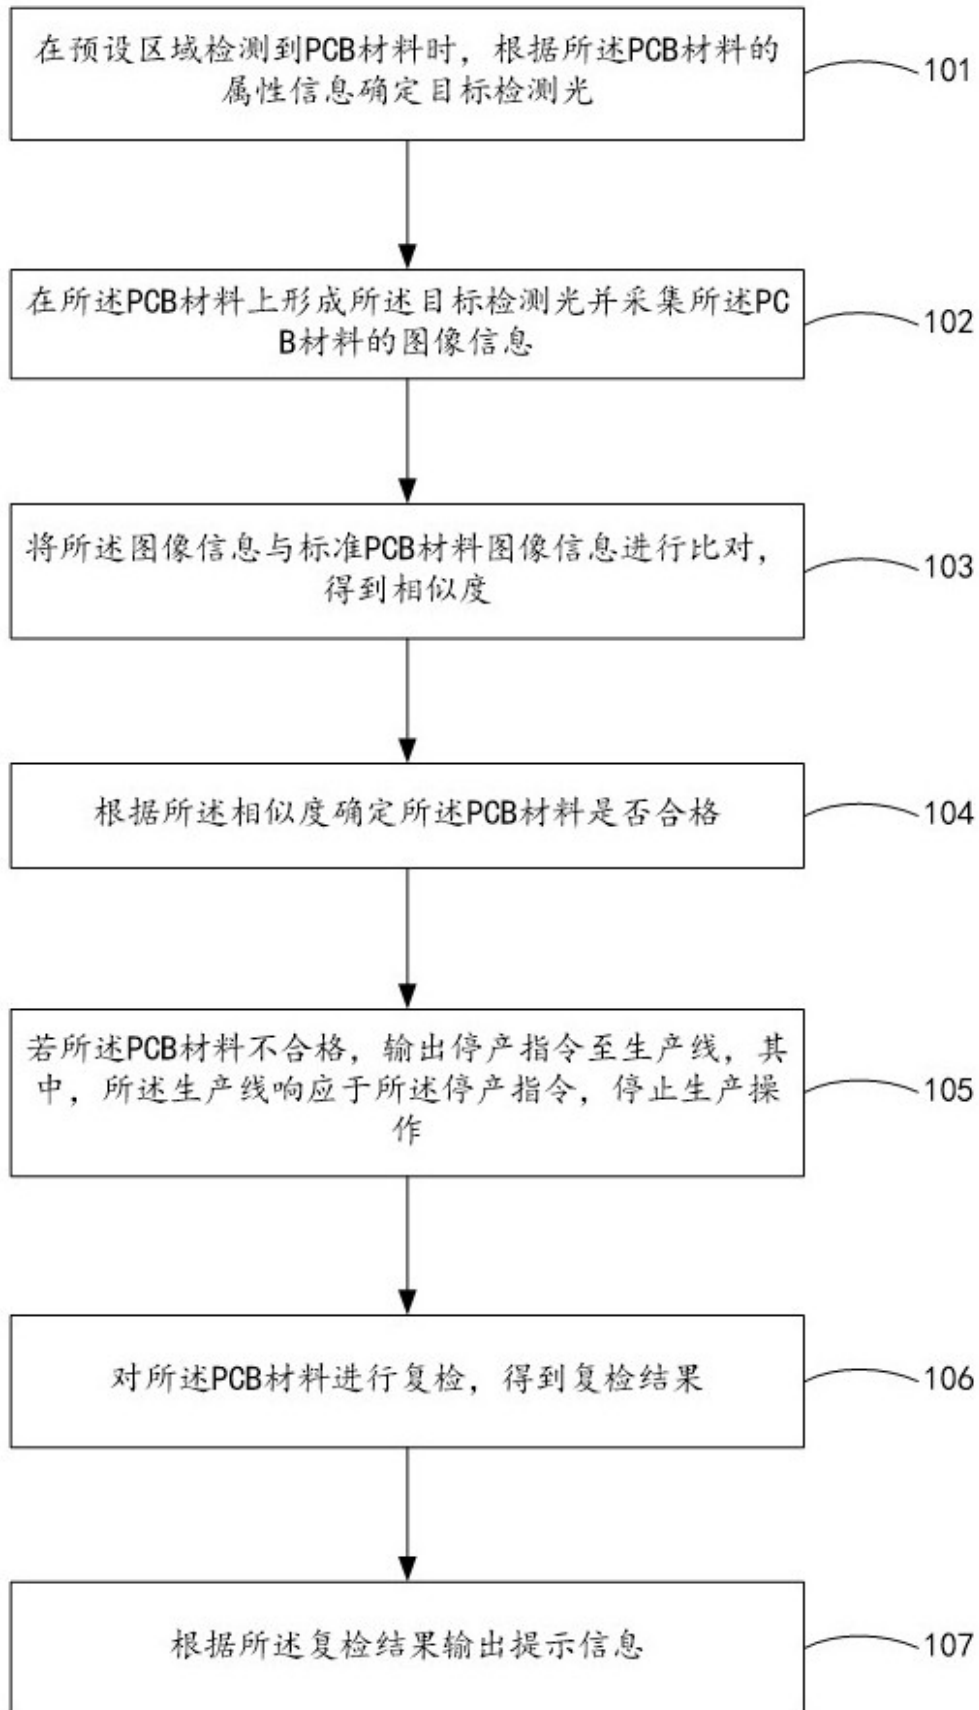 在预设区域检测到PCB材料时，根据所述PCB材料的
属性信息确定目标检测光
101
在所述PCB材料上形成所述目标检测光并采集所述PC
B材料的图像信息
102
将所述图像信息与标准PCB材料图像信息进行比对，
得到相似度
103
根据所述相似度确定所述PCB材料是否合格
104
若所述PCB材料不合格，输出停产指令至生产线，其
中，所述生产线响应于所述停产指令，停止生产操
作
105
对所述PCB材料进行复检，得到复检结果
106
根据所述复检结果输出提示信息
107